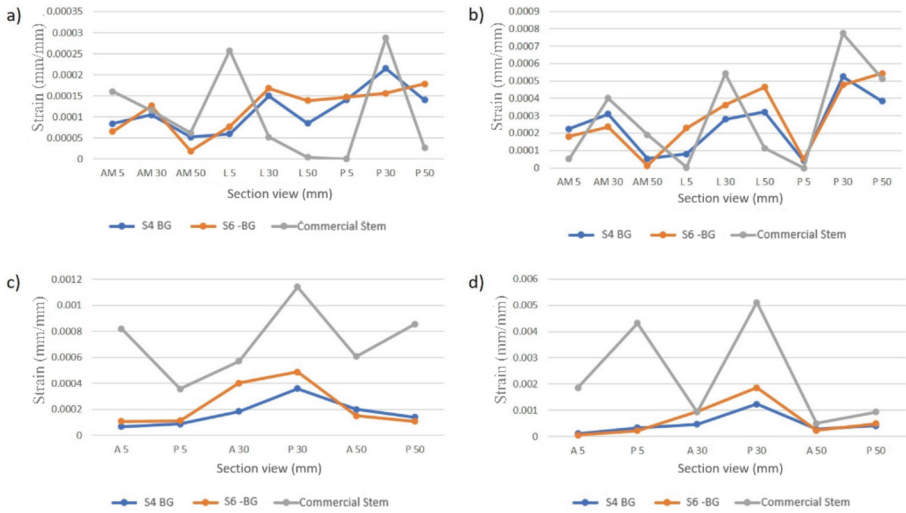 a)
Strain (mm/mm)
0.00035
0.0003
0.00025
0.0002
0.00015
0.0001
0.00005
0
AM 5 AM 30 AM 50 L 5 L 30 L 50 P 5 P 30 P 50
Section view (mm)
S4 BG S6 -BG Commercial Stem
b)
Strain (mm/mm)
0.0009
0.0008
0.0007
0.0006
0.0005
0.0004
0.0003
0.0002
0.0001
0
AM 5 AM 30 AM 50 L 5 L 30 L 50 P 5 P 30 P 50
Section view (mm)
S4 BG S6 -BG Commercial Stem
c)
Strain (mm/mm)
0.0012
0.001
0.0008
0.0006
0.0004
0.0002
0
A 5 P 5 A 30 P 30 A 50 P 50
Section view (mm)
S4 BG S6 -BG Commercial Stem
d)
Strain (mm/mm)
0.006
0.005
0.004
0.003
0.002
0.001
0
A 5 P 5 A 30 P 30 A 50 P 50
Section view (mm)
S4 BG S6 -BG Commercial Stem